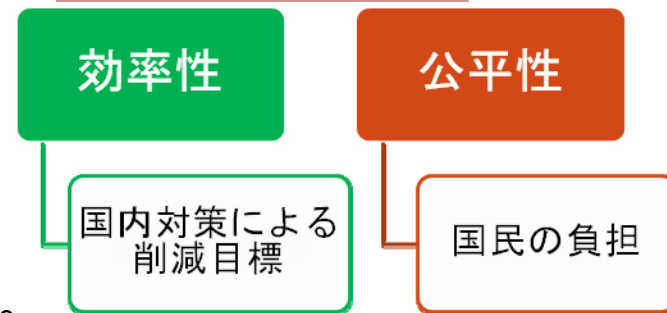 効率性
公平性
国内対策による
削減目標
国民の負担